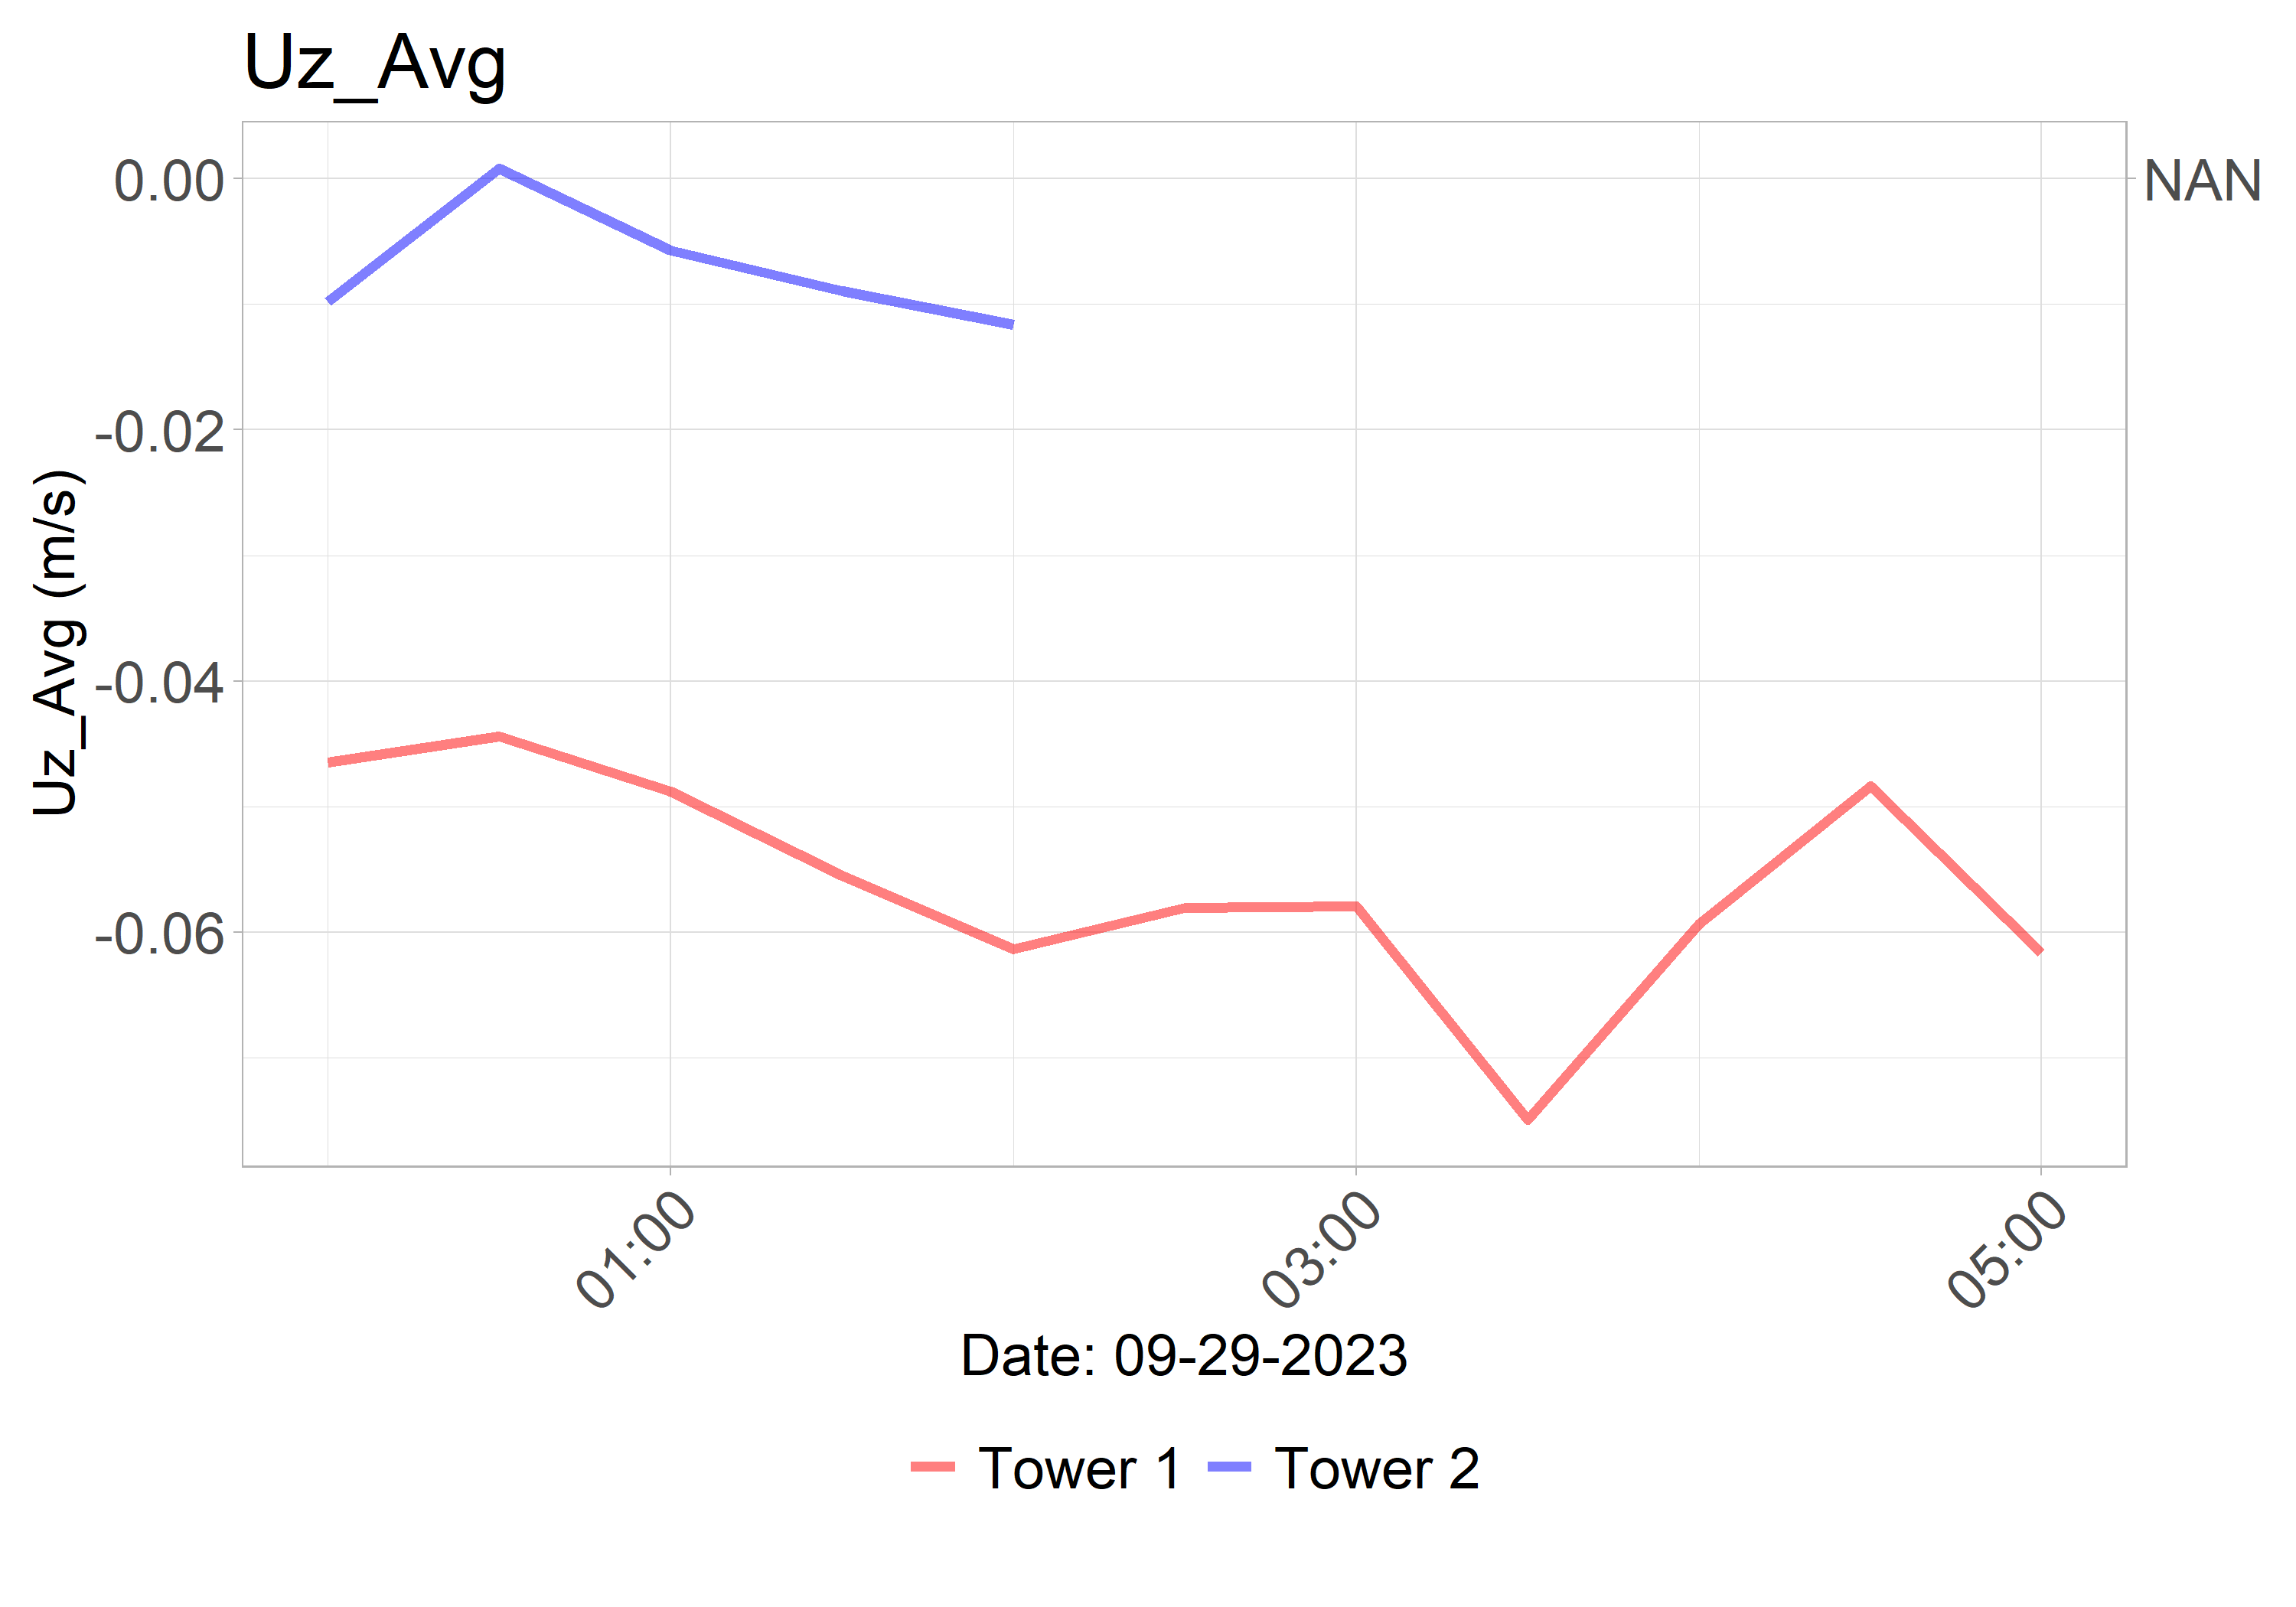 Uz_Avg
Uz_Avg (m/s)
0.00
-0.02
-0.04
-0.06
NAN
01:00
03:00
05:00
Date: 09-29-2023
Tower 1
Tower 2